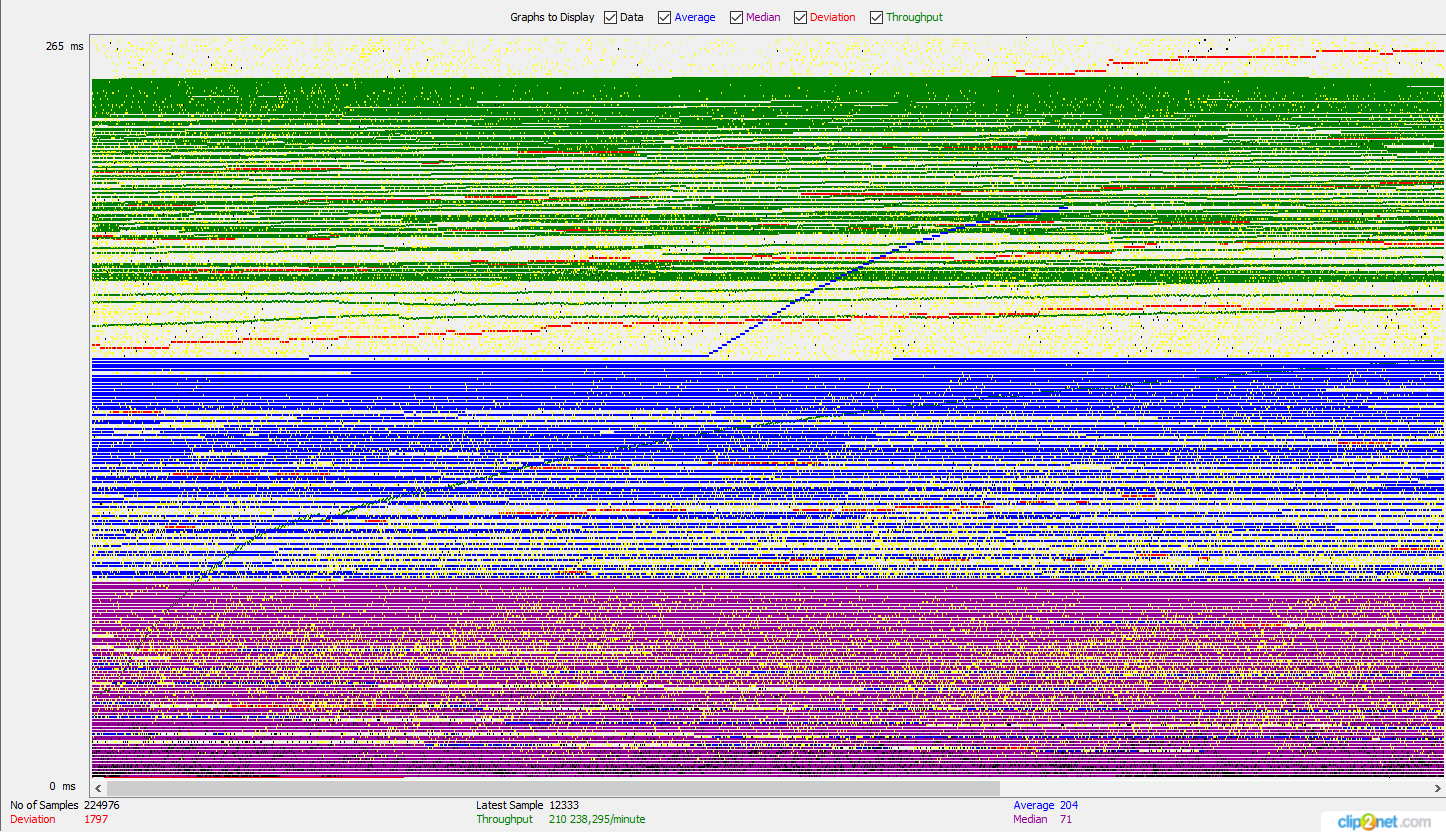 Graphs to Display Data Average Median Deviation Throughput
265 ms
0 ms
No of Samples 224976 Latest Sample 12333 Average 204
Deviation 1797 Throughput 210 238,295/minute Median 71
clip2net.com